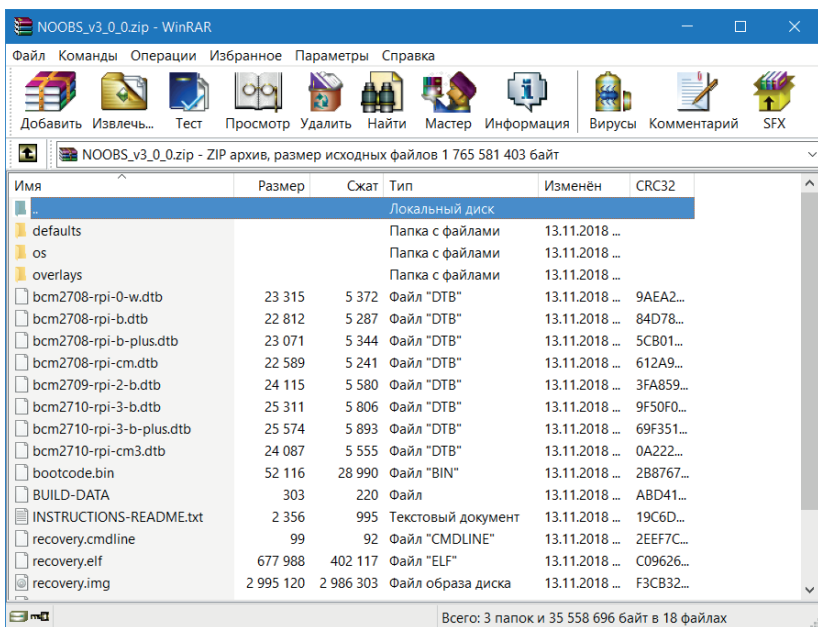 NOOBS_v3_0_0.zip - WinRAR
Файл Команды Операции Избранное Параметры Справка
Добавить Извлечь... Тест Просмотр Удалить Найти Мастер Информация Вирусы Комментарий SFX
NOOBS_v3_0_0.zip - ZIP архив, размер исходных файлов 1 765 581 403 байт
Имя Размер Сжат Тип Изменён CRC32
.. Локальный диск
defaults Папка с файлами 13.11.2018 ...
os Папка с файлами 13.11.2018 ...
overlays Папка с файлами 13.11.2018 ...
bcm2708-rpi-0-w.dtb 23 315 5 372 Файл "DTB" 13.11.2018 ... 9AEA2...
bcm2708-rpi-b.dtb 22 812 5 287 Файл "DTB" 13.11.2018 ... 84D78...
bcm2708-rpi-b-plus.dtb 23 071 5 344 Файл "DTB" 13.11.2018 ... 5CB01...
bcm2708-rpi-cm.dtb 22 589 5 241 Файл "DTB" 13.11.2018 ... 612A9...
bcm2709-rpi-2-b.dtb 24 115 5 580 Файл "DTB" 13.11.2018 ... 3FA859...
bcm2710-rpi-3-b.dtb 25 311 5 806 Файл "DTB" 13.11.2018 ... 9F50F0...
bcm2710-rpi-3-b-plus.dtb 25 574 5 893 Файл "DTB" 13.11.2018 ... 69F351...
bcm2710-rpi-cm3.dtb 24 087 5 555 Файл "DTB" 13.11.2018 ... 0A222...
bootcode.bin 52 116 28 990 Файл "BIN" 13.11.2018 ... 2B8767...
BUILD-DATA 303 220 Файл 13.11.2018 ... ABD41...
INSTRUCTIONS-README.txt 2 356 995 Текстовый документ 13.11.2018 ... 19C6D...
recovery.cmdline 99 92 Файл "CMDLINE" 13.11.2018 ... 2EEF7C...
recovery.elf 677 988 402 117 Файл "ELF" 13.11.2018 ... C09626...
recovery.img 2 995 120 2 986 303 Файл образа диска 13.11.2018 ... F3CB32...
Всего: 3 папок и 35 558 696 байт в 18 файлах